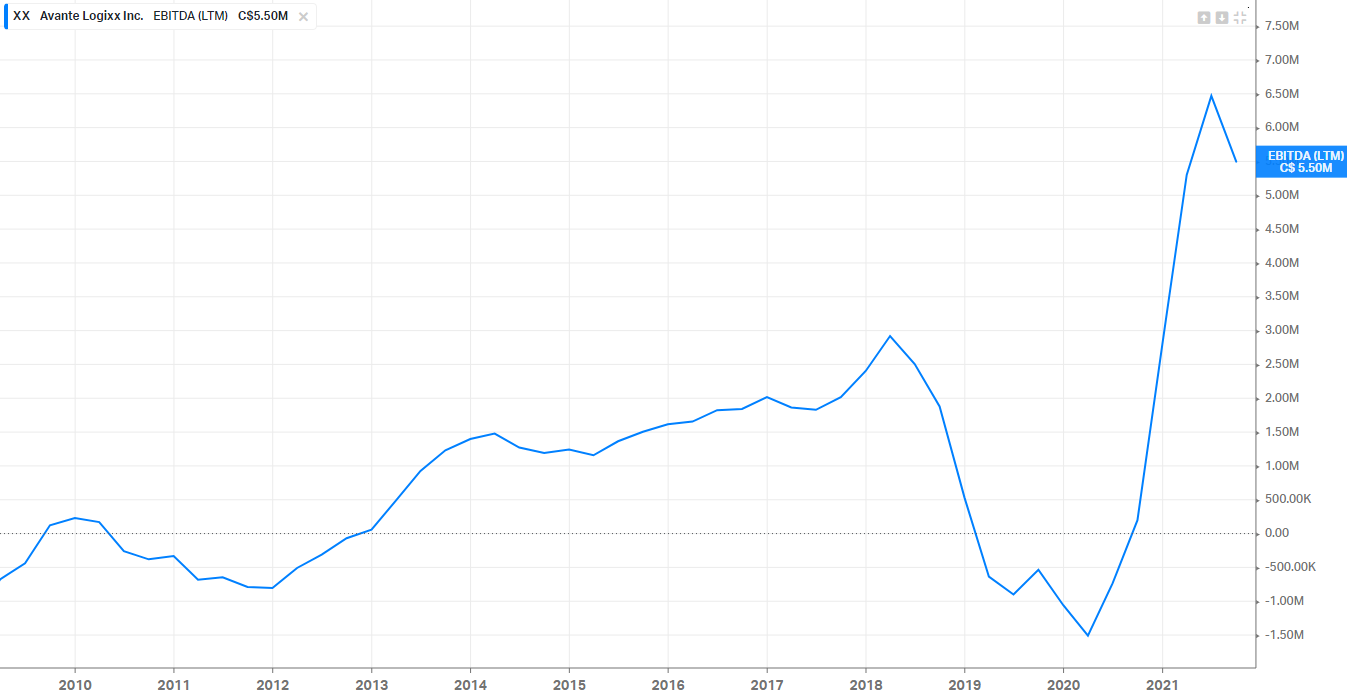 XX Avante Logixx Inc. EBITDA (LTM) C$5.50M
7.50M
7.00M
6.50M
6.00M
EBITDA (LTM)
C$ 5.50M
5.00M
4.50M
4.00M
3.50M
3.00M
2.50M
2.00M
1.50M
1.00M
500.00K
0.00
-500.00K
-1.00M
-1.50M
2010 2011 2012 2013 2014 2015 2016 2017 2018 2019 2020 2021